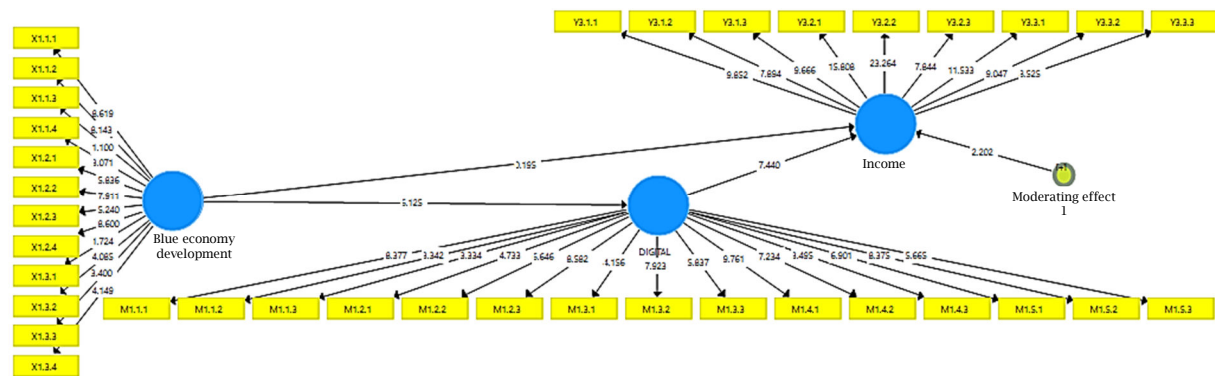 Y3.1.1 Y3.1.2 Y3.1.3 Y3.2.1 Y3.2.2 Y3.2.3 Y3.3.1 Y3.3.2 Y3.3.3
9.852 7.894 9.666 15.808 23.264 7.844 11.533 9.047 3.525
X1.1.1
X1.1.2
X1.1.3
X1.1.4
X1.2.1
X1.2.2
X1.2.3
X1.2.4
X1.3.1
X1.3.2
X1.3.3
X1.3.4
8.619
8.143
1.100
3.071
5.836
7.911
5.240
8.600
1.724
4.085
3.400
4.149
Blue economy
development
0.195
5.125
7.440
Income
2.202
Moderating effect
1
DIGITAL
8.377 3.342 3.334 4.733 5.646 8.582 4.156 7.923 5.837 9.761 7.234 3.495 6.901 8.375 5.665
M1.1.1 M1.1.2 M1.1.3 M1.2.1 M1.2.2 M1.2.3 M1.3.1 M1.3.2 M1.3.3 M1.4.1 M1.4.2 M1.4.3 M1.5.1 M1.5.2 M1.5.3